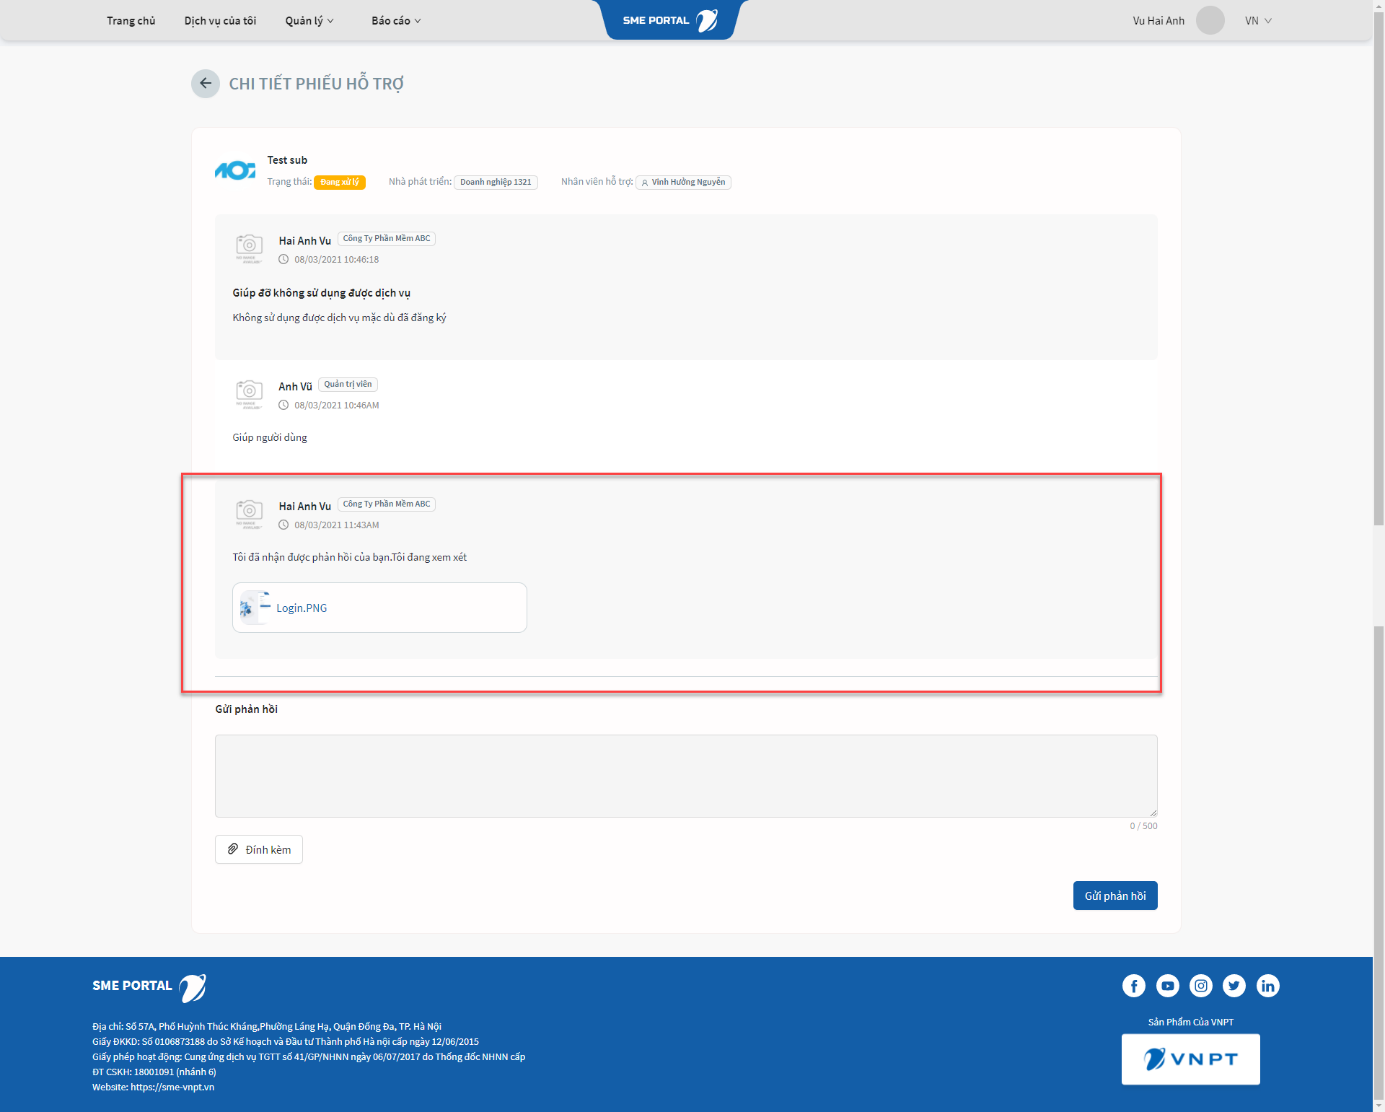 Trang chủ Dịch vụ của tôi Quản lý Báo cáo SME PORTAL Vu Hai Anh VN
CHI TIẾT PHIẾU HỖ TRỢ
Test sub
Trạng thái: Đang xử lý Nhà phát triển: Doanh nghiệp 1321 Nhân viên hỗ trợ: Vinh Hưởng Nguyễn
Hai Anh Vu Công Ty Phần Mềm ABC
08/03/2021 10:46:18
Giúp đỡ không sử dụng được dịch vụ
Không sử dụng được dịch vụ mặc dù đã đăng ký
Anh Vũ Quản trị viên
08/03/2021 10:46AM
Giúp người dùng
Hai Anh Vu Công Ty Phần Mềm ABC
08/03/2021 11:43AM
Tôi đã nhận được phản hồi của bạn.Tôi đang xem xét
Login.PNG
Gửi phản hồi
0 / 500
Đính kèm
Gửi phản hồi
SME PORTAL
Địa chỉ: Số 57A, Phố Huỳnh Thúc Kháng,Phường Láng Hạ, Quận Đống Đa, TP. Hà Nội
Giấy ĐKKD: Số 0106873188 do Sở Kế hoạch và Đầu tư Thành phố Hà nội cấp ngày 12/06/2015
Giấy phép hoạt động: Cung ứng dịch vụ TGTT số 41/GP/NHNN ngày 06/07/2017 do Thống đốc NHNN cấp
ĐT CSKH: 18001091 (nhánh 6)
Website: https://sme-vnpt.vn
Sản Phẩm Của VNPT
VNPT